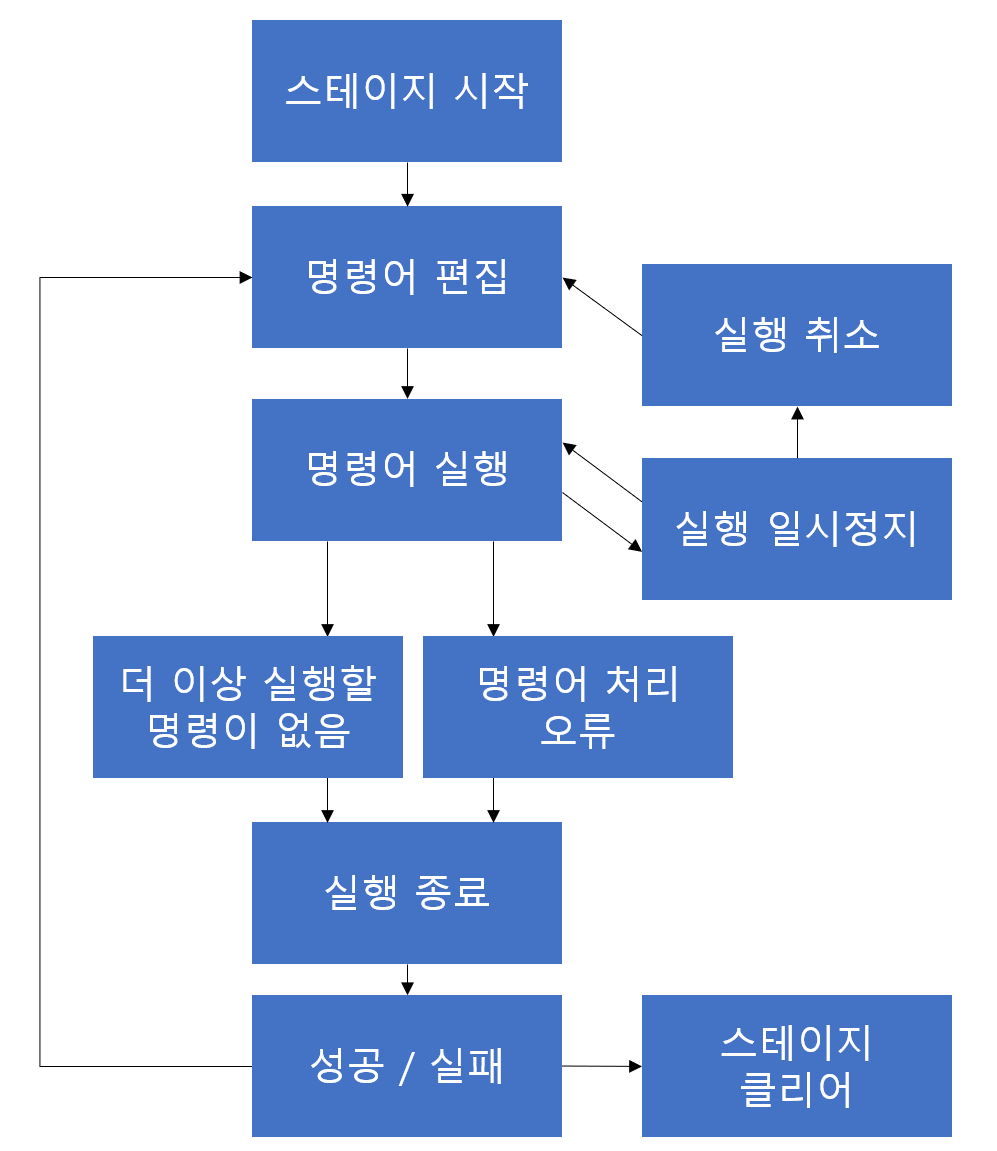 스테이지 시작
명령어 편집
실행 취소
명령어 실행
실행 일시정지
더 이상 실행할
명령이 없음
명령어 처리
오류
실행 종료
성공 / 실패
스테이지
클리어